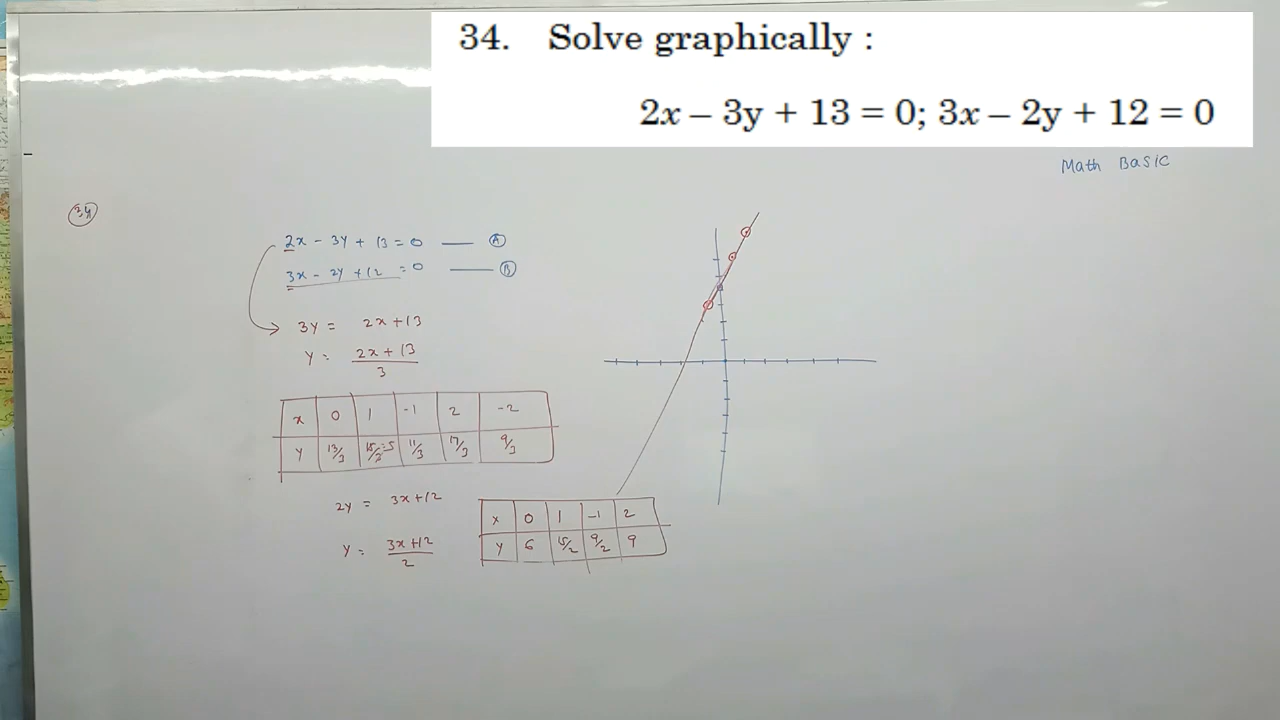 34. Solve graphically :
2x – 3y + 13 = 0; 3x – 2y + 12 = 0
Math Basic
34
2x - 3y + 13 = 0 — A
3x - 2y + 12 = 0 — B
3y = 2x+13
y = 2x + 13 / 3
x 0 1 -1 2 -2
y 13/3 15/3=5 11/3 17/3 9/3
2y = 3x+12
y = 3x+12 / 2
x 0 1 -1 2
y 6 15/2 9/2 9